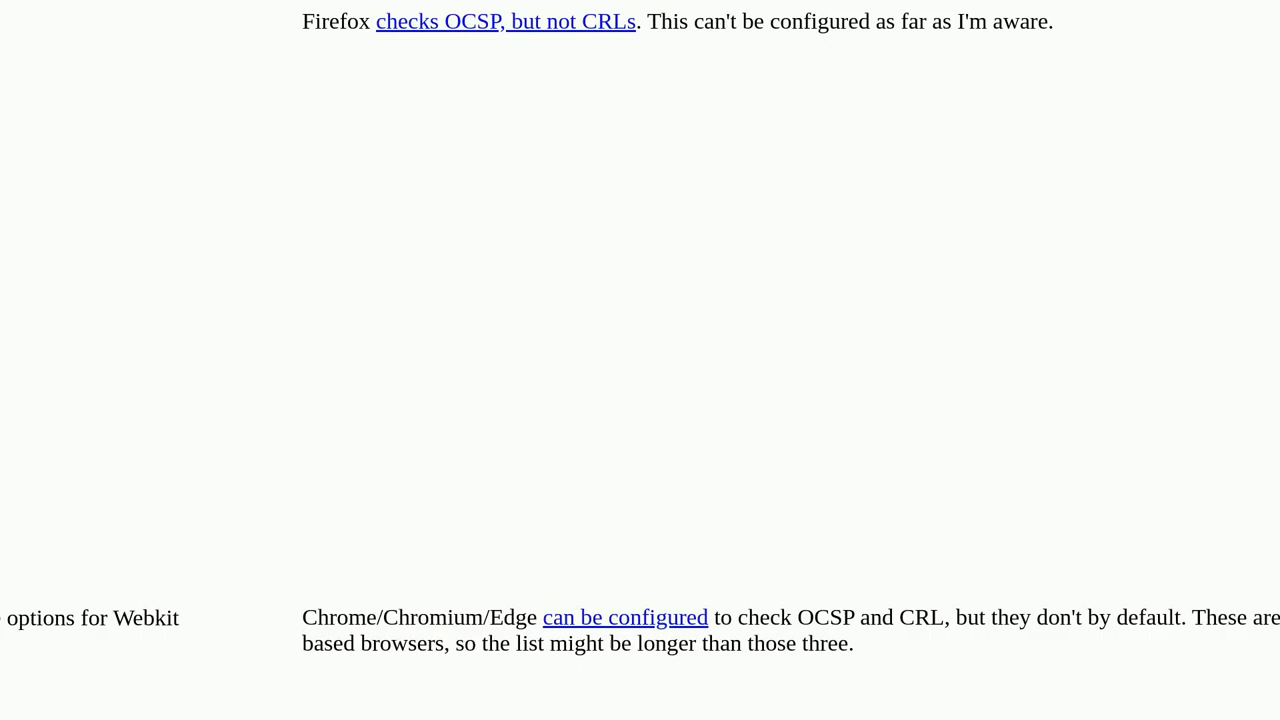 Firefox checks OCSP, but not CRLs. This can't be configured as far as I'm aware.
options for Webkit
Chrome/Chromium/Edge can be configured to check OCSP and CRL, but they don't by default. These are
based browsers, so the list might be longer than those three.